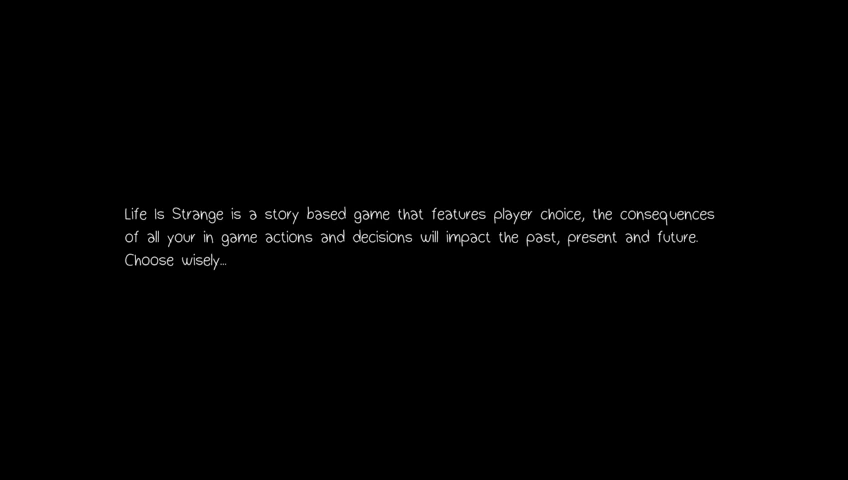 Life Is Strange is a story based game that features player choice, the consequences
of all your in game actions and decisions will impact the past, present and future.
Choose wisely...